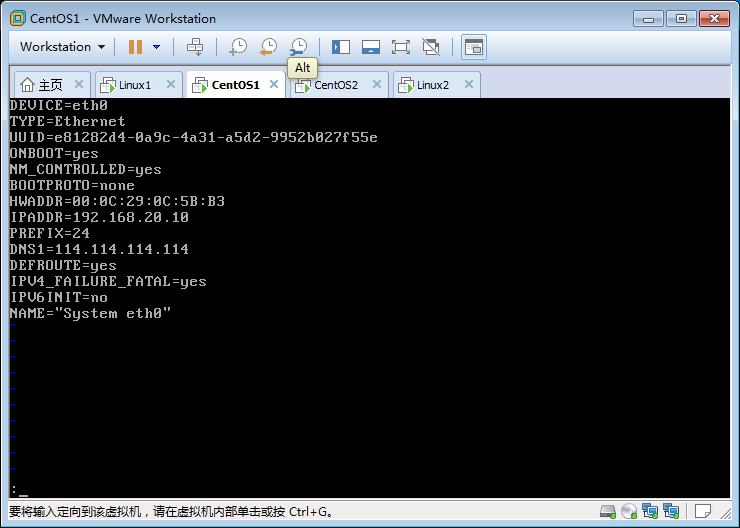 CentOS1 - VMware Workstation
Workstation
Alt
主页
Linux1
CentOS1
CentOS2
Linux2
DEVICE=eth0
TYPE=Ethernet
UUID=e81282d4-0a9c-4a31-a5d2-9952b027f55e
ONBOOT=yes
NM_CONTROLLED=yes
BOOTPROTO=none
HWADDR=00:0C:29:0C:5B:B3
IPADDR=192.168.20.10
PREFIX=24
DNS1=114.114.114.114
DEFROUTE=yes
IPV4_FAILURE_FATAL=yes
IPV6INIT=no
NAME="System eth0"
~
~
~
~
~
~
~
~
~
~
:
要将输入定向到该虚拟机，请在虚拟机内部单击或按 Ctrl+G。